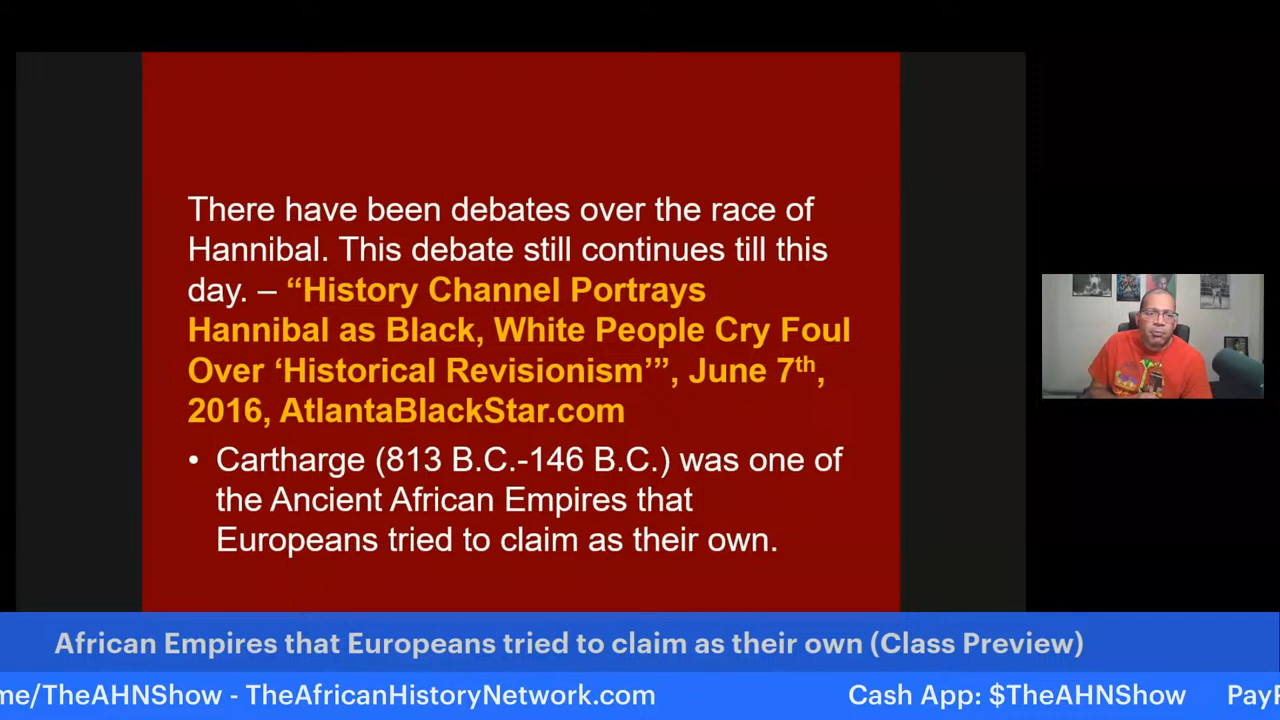 There have been debates over the race of
Hannibal. This debate still continues till this
day. – “History Channel Portrays
Hannibal as Black, White People Cry Foul
Over ‘Historical Revisionism’”, June 7th,
2016, AtlantaBlackStar.com
• Cartharge (813 B.C.-146 B.C.) was one of
the Ancient African Empires that
Europeans tried to claim as their own.
African Empires that Europeans tried to claim as their own (Class Preview)
me/TheAHNShow - TheAfricanHistoryNetwork.com Cash App: $TheAHNShow PayP